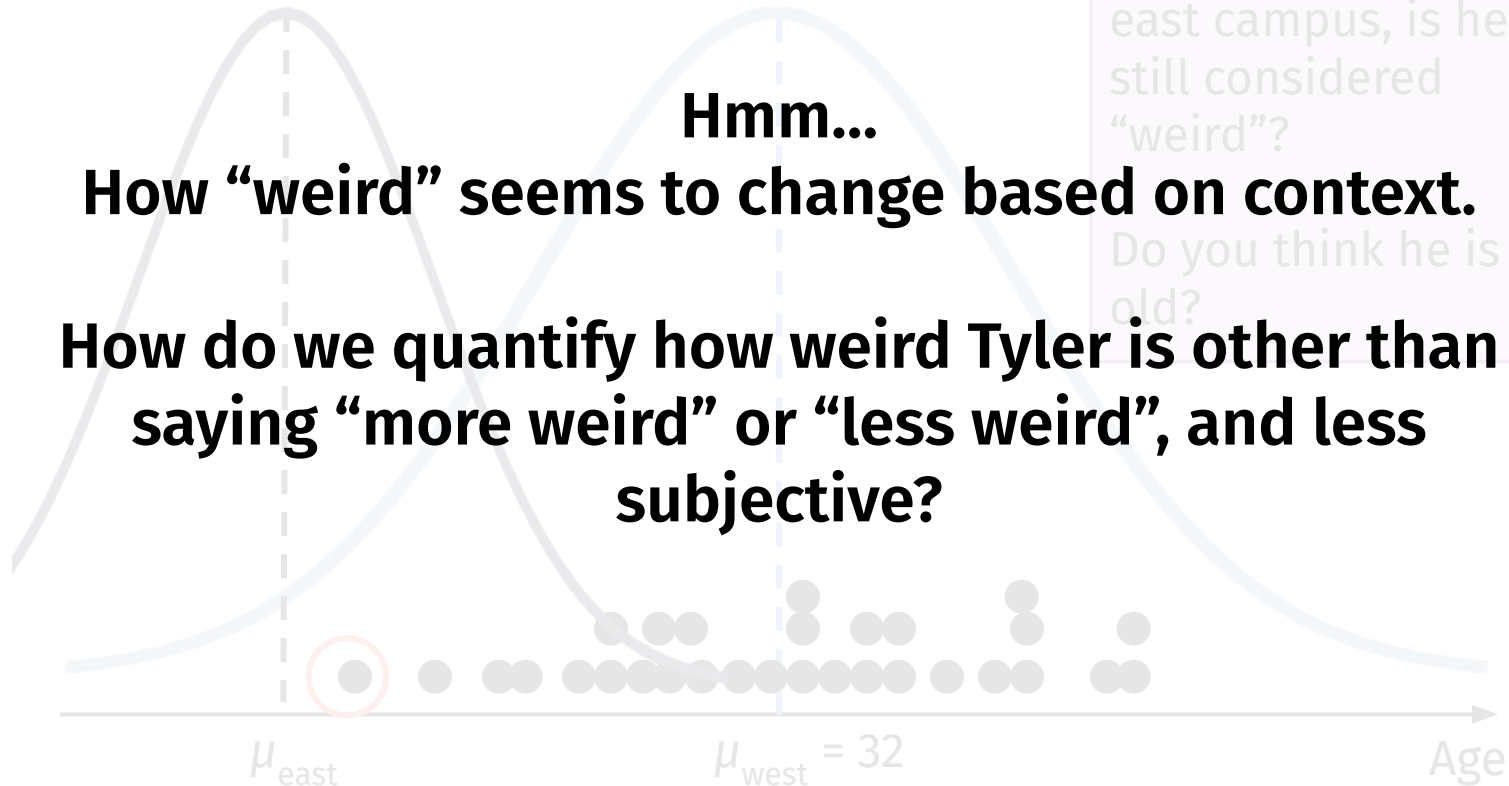 east campus, is he
still considered
“weird”?
Do you think he is
old?
Hmm...
How “weird” seems to change based on context.
How do we quantify how weird Tyler is other than
saying “more weird” or “less weird”, and less
subjective?
μeast
μwest = 32
Age